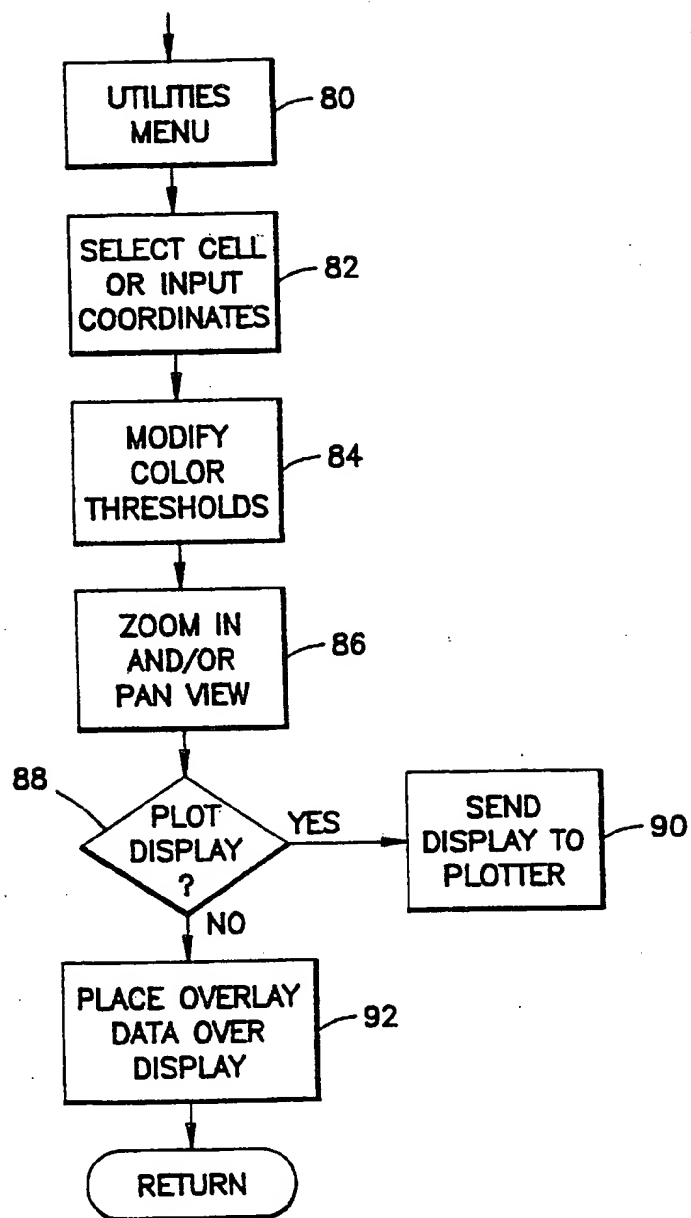 UTILITIES
MENU
80
SELECT CELL
OR INPUT
COORDINATES
82
MODIFY
COLOR
THRESHOLDS
84
ZOOM IN
AND/OR
PAN VIEW
86
88
PLOT
DISPLAY
?
YES
SEND
DISPLAY TO
PLOTTER
90
NO
PLACE OVERLAY
DATA OVER
DISPLAY
92
RETURN